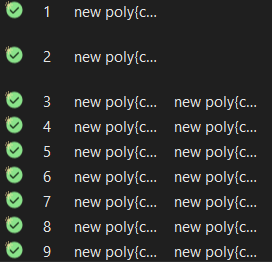 1 new poly{c...
2 new poly{c...
3 new poly{c... new poly{c...
4 new poly{c... new poly{c...
5 new poly{c... new poly{c...
6 new poly{c... new poly{c...
7 new poly{c... new poly{c...
8 new poly{c... new poly{c...
9 new poly{c... new poly{c...